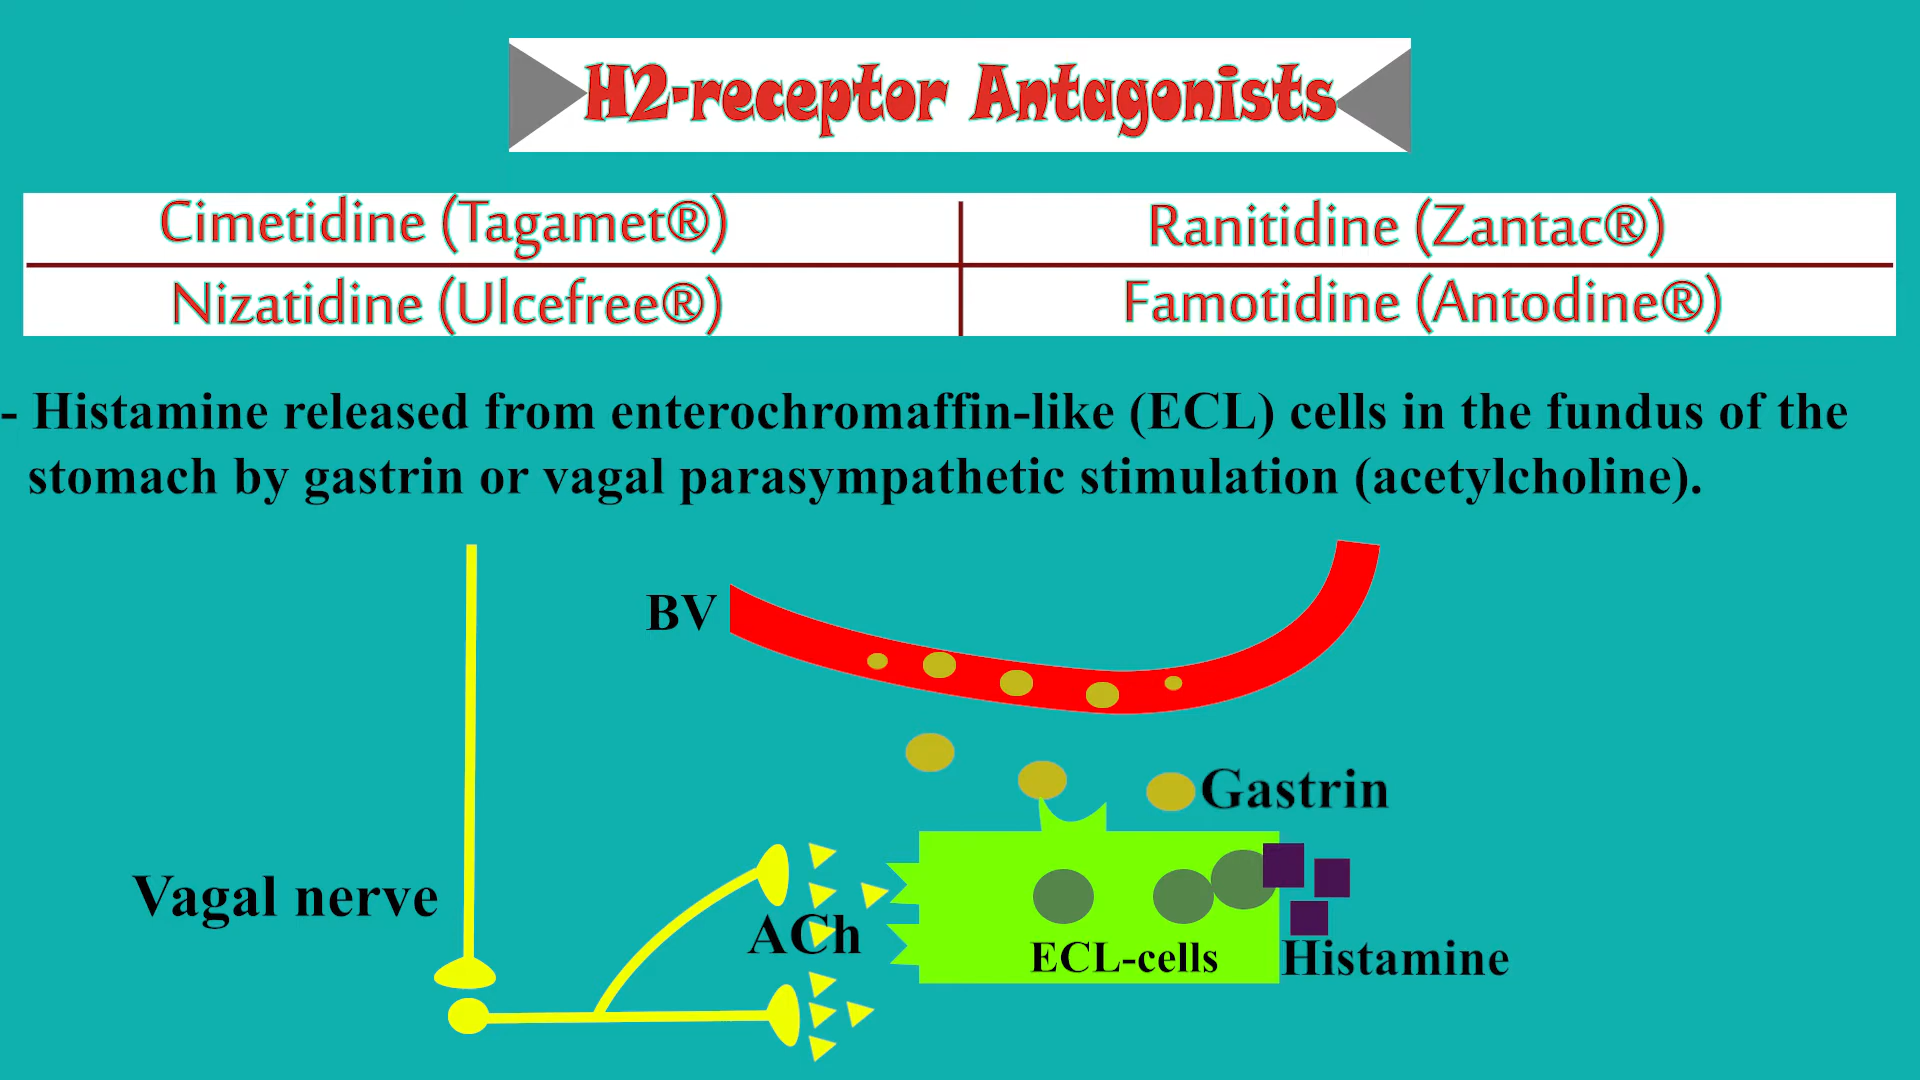 H2-receptor Antagonists
Cimetidine (Tagamet®)
Ranitidine (Zantac®)
Nizatidine (Ulcefree®)
Famotidine (Antodine®)
- Histamine released from enterochromaffin-like (ECL) cells in the fundus of the
stomach by gastrin or vagal parasympathetic stimulation (acetylcholine).
BV
Gastrin
Vagal nerve
ACh
ECL-cells
Histamine